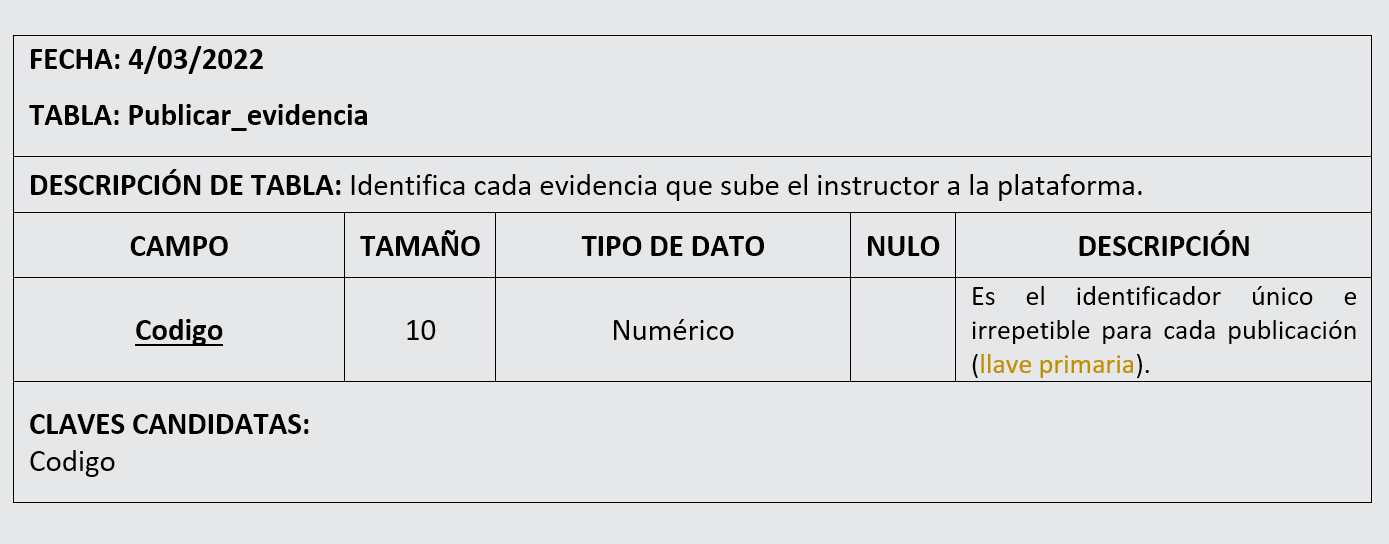 FECHA: 4/03/2022
TABLA: Publicar_evidencia
DESCRIPCIÓN DE TABLA: Identifica cada evidencia que sube el instructor a la plataforma.
CAMPO TAMAÑO TIPO DE DATO NULO DESCRIPCIÓN
Codigo 10 Numérico
Es el identificador único e
irrepetible para cada publicación
(llave primaria).
CLAVES CANDIDATAS:
Codigo